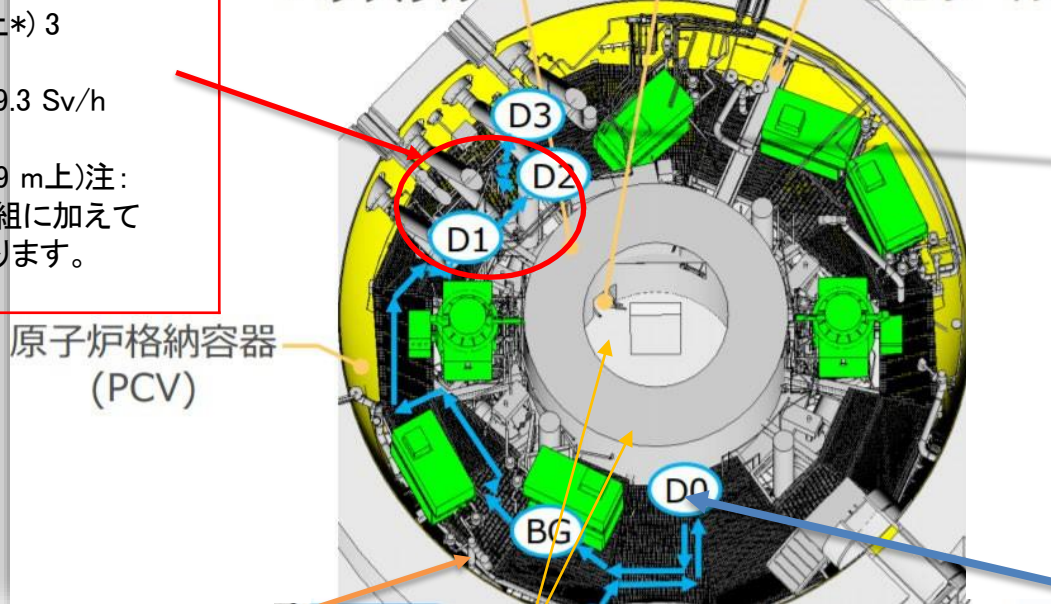 上*) 3
9.3 Sv/h
9 m上)注:
組に加えて
ります。
原子炉格納容器
(PCV)
D3
D2
D1
D0
BG